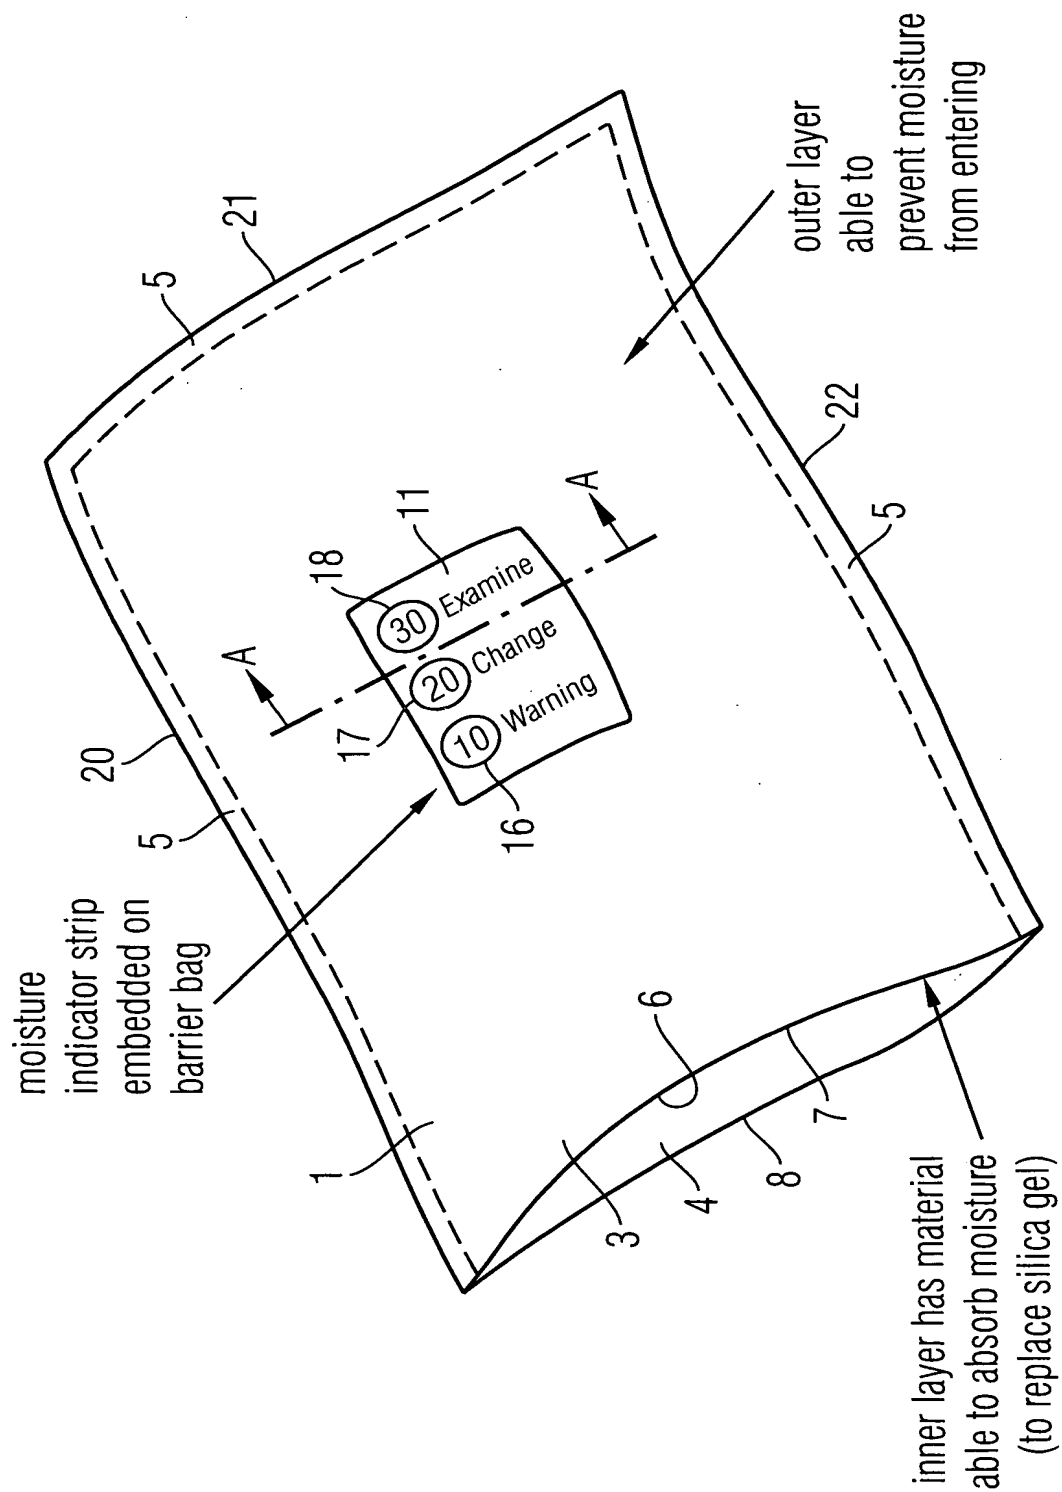 moisture
indicator strip
embedded on
barrier bag
20
5
5
21
A
1
17
18
11
30 Examine
20 Change
10 Warning
16
A
3
6
4
8
7
outer layer
able to
prevent moisture
from entering
22
5
inner layer has material
able to absorb moisture
(to replace silica gel)